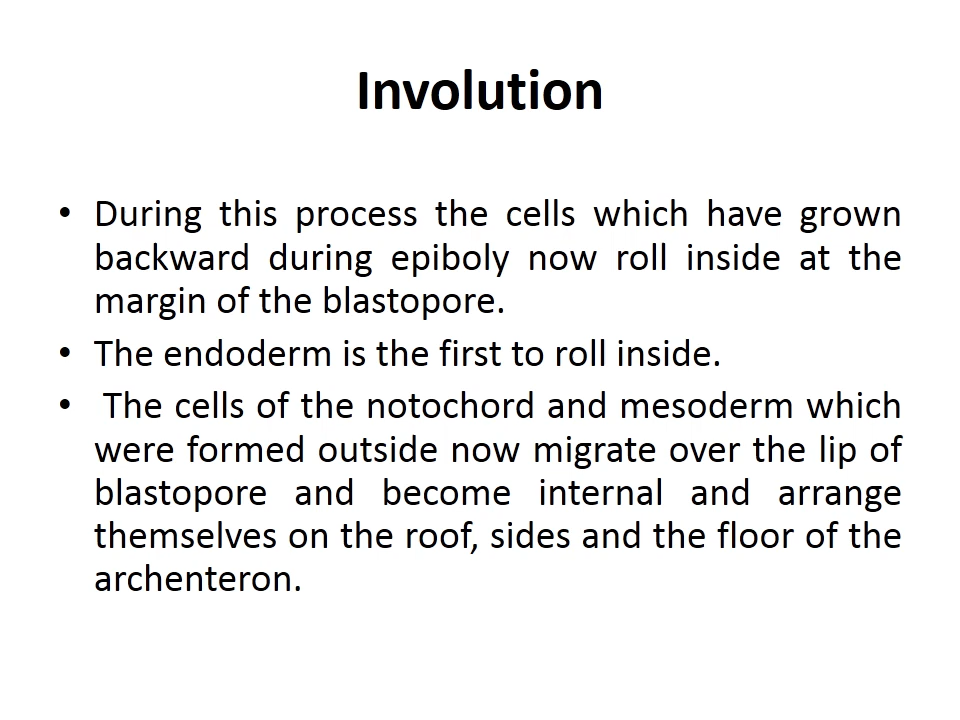 Involution
• During this process the cells which have grown
backward during epiboly now roll inside at the
margin of the blastopore.
• The endoderm is the first to roll inside.
• The cells of the notochord and mesoderm which
were formed outside now migrate over the lip of
blastopore and become internal and arrange
themselves on the roof, sides and the floor of the
archenteron.